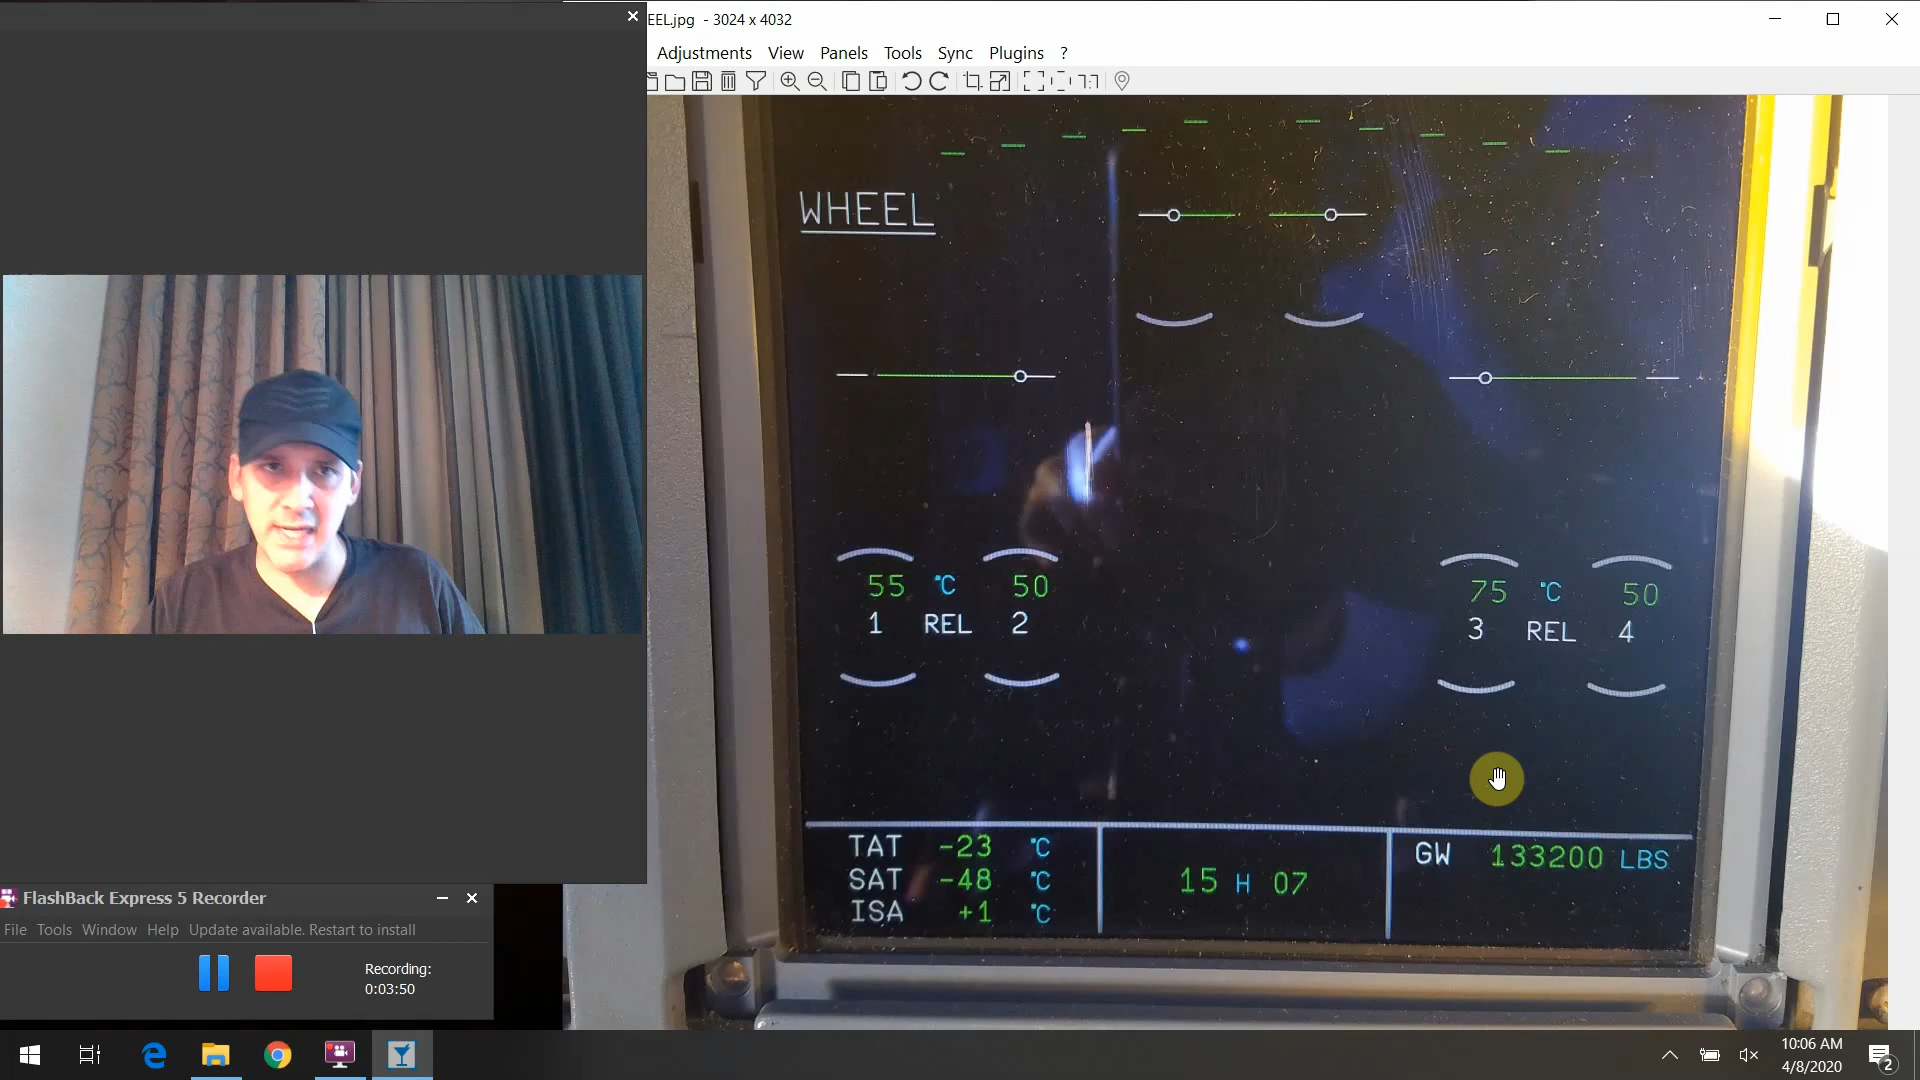 EEL.jpg - 3024 x 4032
Adjustments View Panels Tools Sync Plugins ?
WHEEL
55 °C 50
1 REL 2
75 °C 50
3 REL 4
TAT -23 °C
SAT -48 °C
ISA +1 °C
15 H 07
GW 133200 LBS
FlashBack Express 5 Recorder
File Tools Window Help Update available. Restart to install
Recording:
0:03:50
10:06 AM
4/8/2020
2